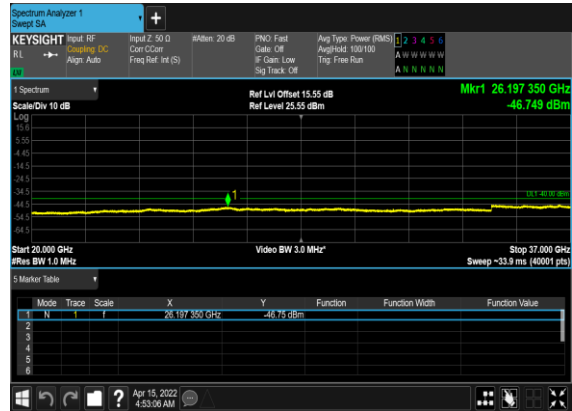 Spectrum Analyzer 1
Swept SA
+
KEYSIGHT Input: RF Input Z: 50 Ω #Atten: 20 dB PNO: Fast Avg Type: Power (RMS) 1 2 3 4 5 6
RL Coupling: DC Corr CCorr Gate: Off Avg|Hold: 100/100 A W W W W W
Align: Auto Freq Ref: Int (S) IF Gain: Low Trig: Free Run
Sig Track: Off A N N N N N
1 Spectrum Ref Lvl Offset 15.55 dB Mkr1 26.197 350 GHz
Scale/Div 10 dB Ref Level 25.55 dBm -46.749 dBm
Log
15.6
5.55
-4.45
-14.5
-24.5
-34.5
1
DL1 -40.00 dBm
-44.5
-54.5
-64.5
Start 20.000 GHz Video BW 3.0 MHz* Stop 37.000 GHz
#Res BW 1.0 MHz Sweep ~33.9 ms (40001 pts)
5 Marker Table
Mode Trace Scale X Y Function Function Width Function Value
1 N 1 f 26.197 350 GHz -46.75 dBm
2
3
4
5
6
? Apr 15, 2022
4:53:06 AM